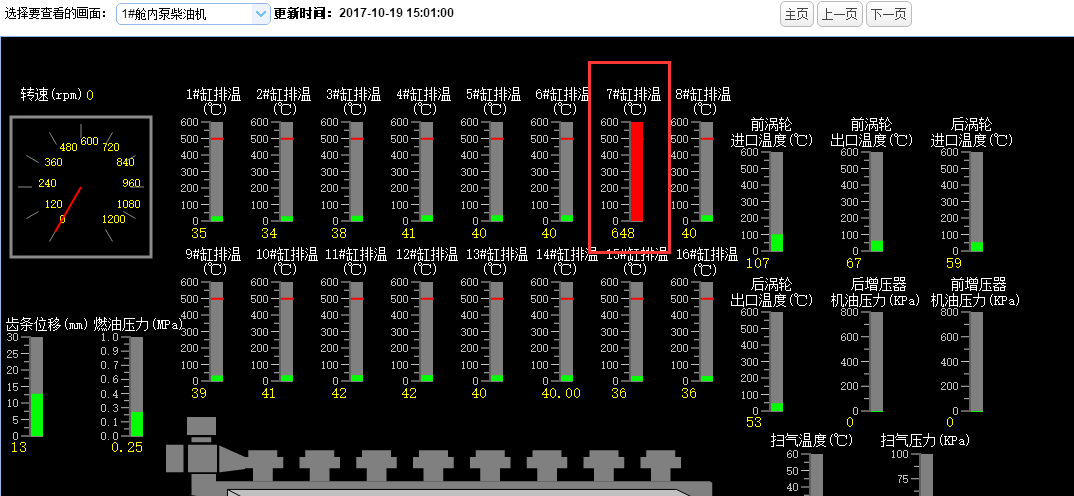 选择要查看的画面： 1#舱内泵柴油机 更新时间：2017-10-19 15:01:00 主页 上一页 下一页
转速(rpm) 0
600
480 720
360 840
240 960
120 1080
0 1200
1#缸排温 2#缸排温 3#缸排温 4#缸排温 5#缸排温 6#缸排温 7#缸排温 8#缸排温
(℃) (℃) (℃) (℃) (℃) (℃) (℃) (℃)
600 600 600 600 600 600 600 600
500 500 500 500 500 500 500 500
400 400 400 400 400 400 400 400
300 300 300 300 300 300 300 300
200 200 200 200 200 200 200 200
100 100 100 100 100 100 100 100
0 0 0 0 0 0 0 0
35 34 38 41 40 40 648 40
9#缸排温 10#缸排温 11#缸排温 12#缸排温 13#缸排温 14#缸排温 15#缸排温 16#缸排温
(℃) (℃) (℃) (℃) (℃) (℃) (℃) (℃)
600 600 600 600 600 600 600 600
500 500 500 500 500 500 500 500
400 400 400 400 400 400 400 400
300 300 300 300 300 300 300 300
200 200 200 200 200 200 200 200
100 100 100 100 100 100 100 100
0 0 0 0 0 0 0 0
39 41 42 42 40 40.00 36 36
前涡轮 前涡轮 后涡轮
进口温度(℃) 出口温度(℃) 进口温度(℃)
600 600 600
500 500 500
400 400 400
300 300 300
200 200 200
100 100 100
0 0 0
107 67 59
后涡轮 后增压器 前增压器
出口温度(℃) 机油压力(KPa) 机油压力(KPa)
600 800 800
500 600 600
400 400 400
300 200 200
200 0 0
100
0
53 0 0
齿条位移(mm) 燃油压力(MPa)
30 1.0
25 0.9
20 0.7
15 0.6
10 0.4
5 0.3
0 0.1
0.0
13 0.25
扫气温度(℃) 扫气压力(KPa)
60 100
50 75
40